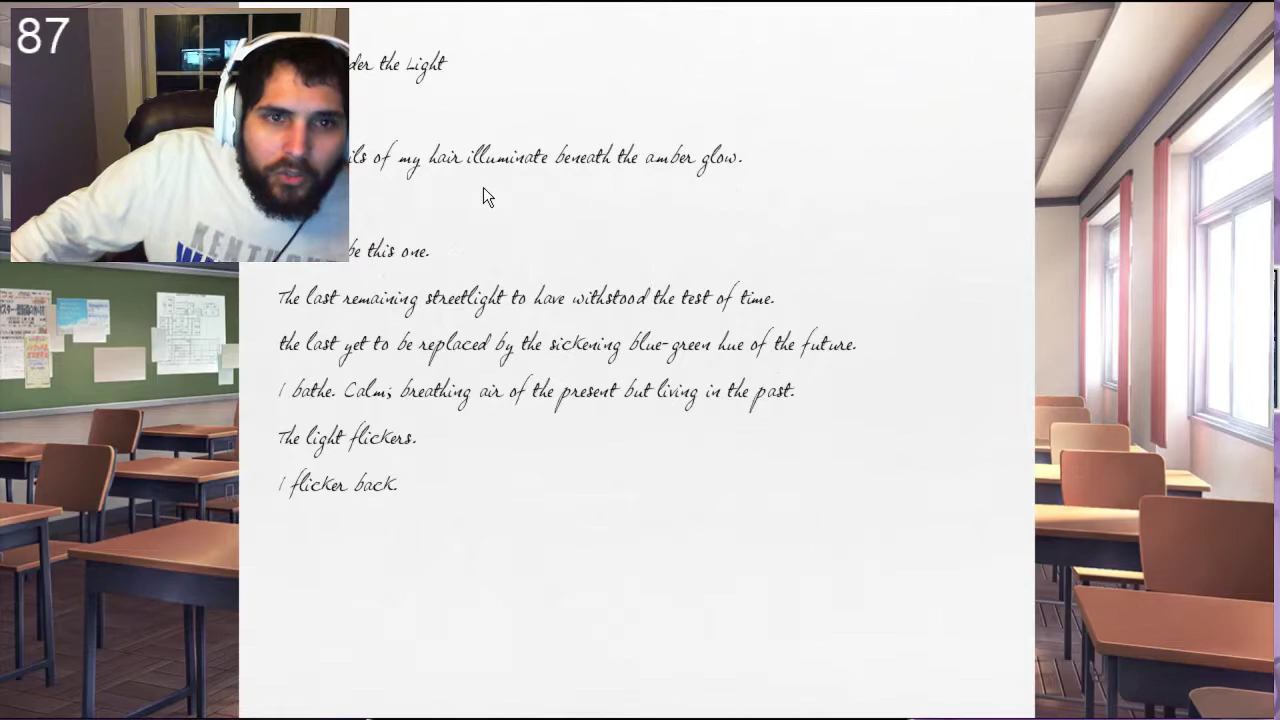 87
der the Light
ils of my hair illuminate beneath the amber glow.
be this one.
The last remaining streetlight to have withstood the test of time.
the last yet to be replaced by the sickening blue-green hue of the future.
I bathe. Calm; breathing air of the present but living in the past.
The light flickers.
I flicker back.